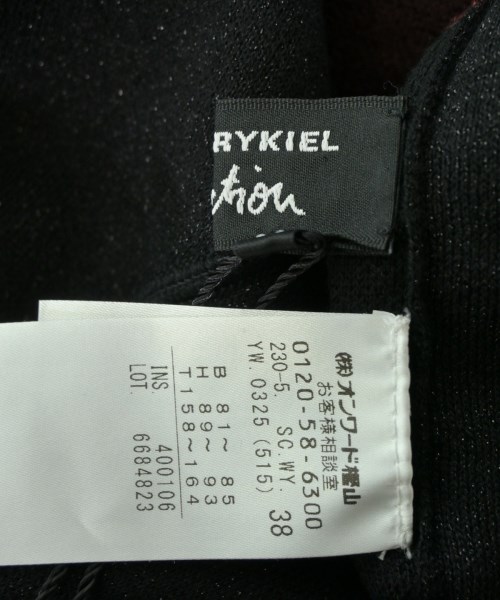 RYKIEL
(株)オンワード樫山
お客様相談室
0120-58-6300
230-5. SC.WY. 38
YW. 0325 (515)
B 81~ 85
H 89~ 93
T158~164
INS. 400106
LOT. 6684823